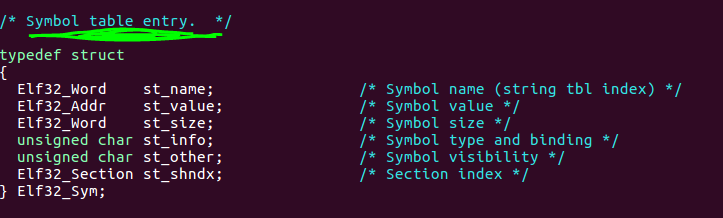 /* Symbol table entry.  */
typedef struct
{
  Elf32_Word    st_name;                /* Symbol name (string tbl index) */
  Elf32_Addr    st_value;               /* Symbol value */
  Elf32_Word    st_size;                /* Symbol size */
  unsigned char st_info;                /* Symbol type and binding */
  unsigned char st_other;               /* Symbol visibility */
  Elf32_Section st_shndx;               /* Section index */
} Elf32_Sym;